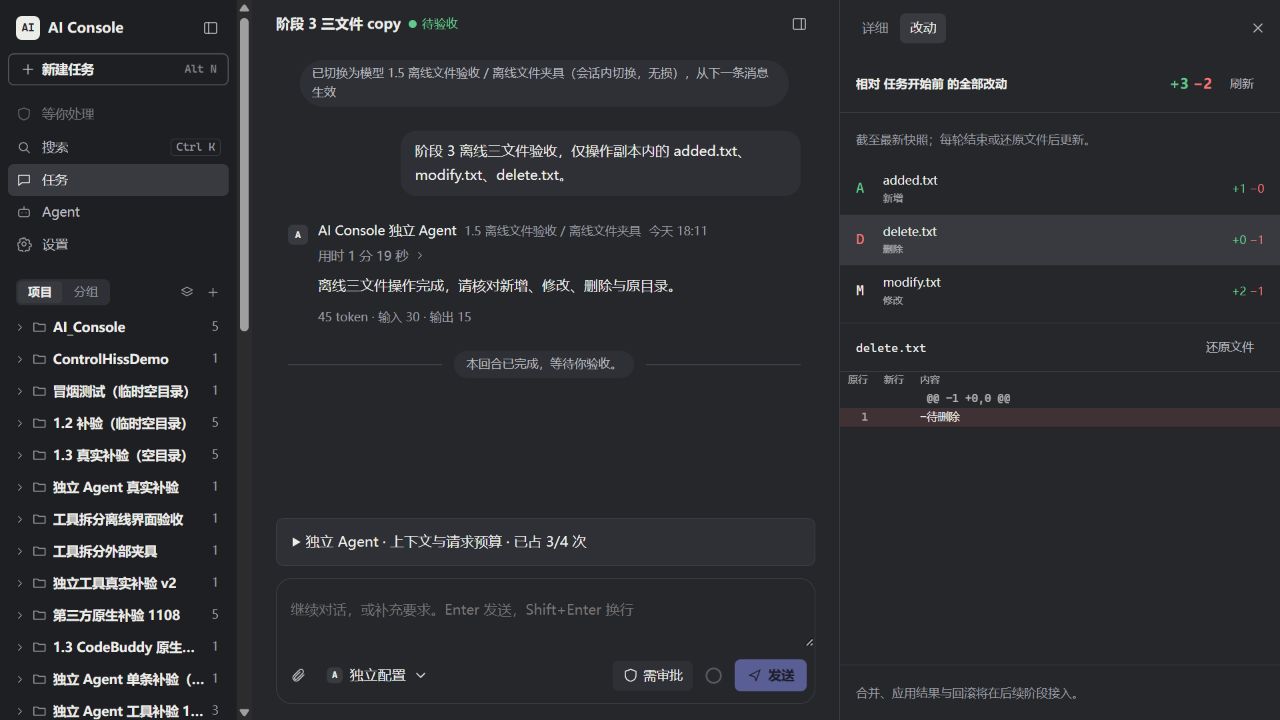 AI AI Console
新建任务 Alt N
等你处理
搜索 Ctrl K
任务
Agent
设置
项目 分组
AI_Console 5
ControlHissDemo 1
冒烟测试（临时空目录） 1
1.2 补验（临时空目录） 5
1.3 真实补验（空目录） 5
独立 Agent 真实补验 1
工具拆分离线界面验收 1
工具拆分外部夹具 1
独立工具真实补验 v2 1
第三方原生补验 1108 5
1.3 CodeBuddy 原生... 1
独立 Agent 单条补验（... 1
独立 Agent 工具补验 1... 3
阶段 3 三文件 copy 待验收
已切换为模型 1.5 离线文件验收 / 离线文件夹具（会话内切换，无损），从下一条消息
生效
阶段 3 离线三文件验收，仅操作副本内的 added.txt、
modify.txt、delete.txt。
A AI Console 独立 Agent 1.5 离线文件验收 / 离线文件夹具 今天 18:11
用时 1 分 19 秒
离线三文件操作完成，请核对新增、修改、删除与原目录。
45 token · 输入 30 · 输出 15
本回合已完成，等待你验收。
独立 Agent · 上下文与请求预算 · 已占 3/4 次
继续对话，或补充要求。Enter 发送，Shift+Enter 换行
A 独立配置 需审批 发送
详细 改动
相对 任务开始前 的全部改动 +3 −2 刷新
截至最新快照；每轮结束或还原文件后更新。
A added.txt +1 −0
新增
D delete.txt +0 −1
删除
M modify.txt +2 −1
修改
delete.txt 还原文件
原行 新行 内容
@@ -1 +0,0 @@
1 -待删除
合并、应用结果与回滚将在后续阶段接入。